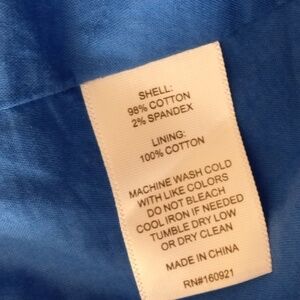 SHELL:
98% COTTON
2% SPANDEX
LINING:
100% COTTON
MACHINE WASH COLD
WITH LIKE COLORS
DO NOT BLEACH
COOL IRON IF NEEDED
TUMBLE DRY LOW
OR DRY CLEAN
MADE IN CHINA
RN#160921